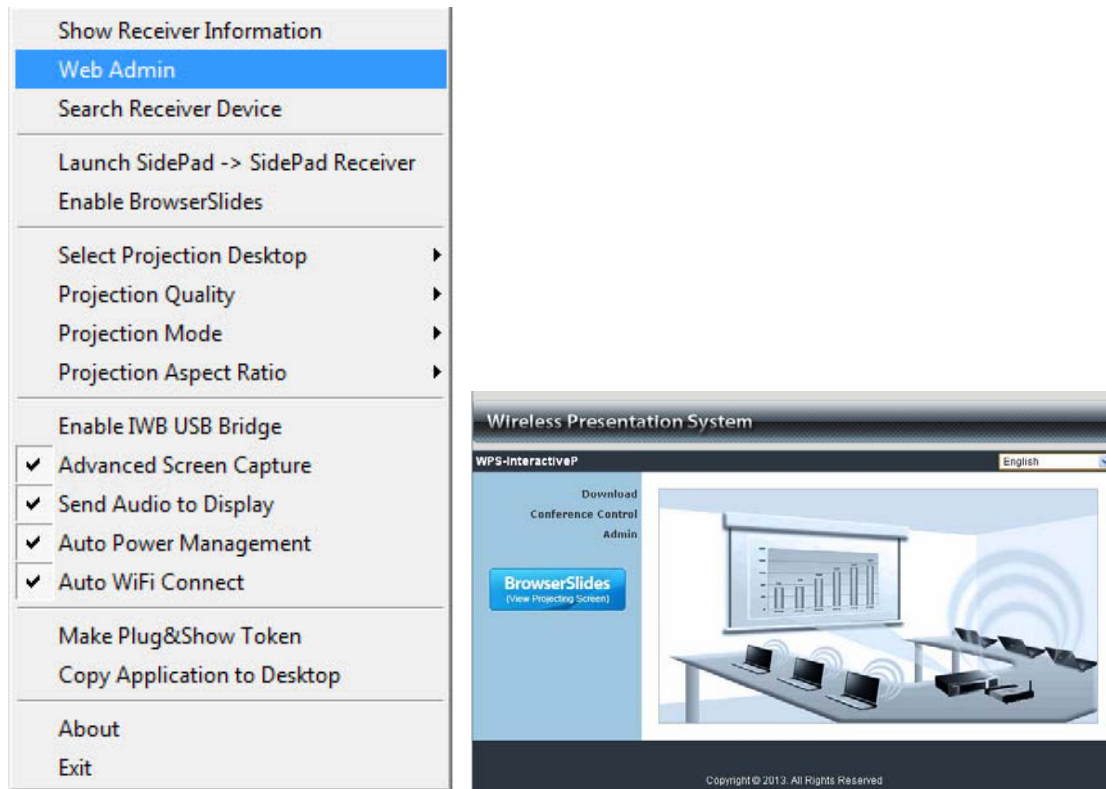 Show Receiver Information
Web Admin
Search Receiver Device
Launch SidePad -> SidePad Receiver
Enable BrowserSlides
Select Projection Desktop
Projection Quality
Projection Mode
Projection Aspect Ratio
Enable IWB USB Bridge
Advanced Screen Capture
Send Audio to Display
Auto Power Management
Auto WiFi Connect
Make Plug&Show Token
Copy Application to Desktop
About
Exit
Wireless Presentation System
WPS-InteractiveP
English
Download
Conference Control
Admin
BrowserSlides
(View Projecting Screen)
Copyright © 2013. All Rights Reserved